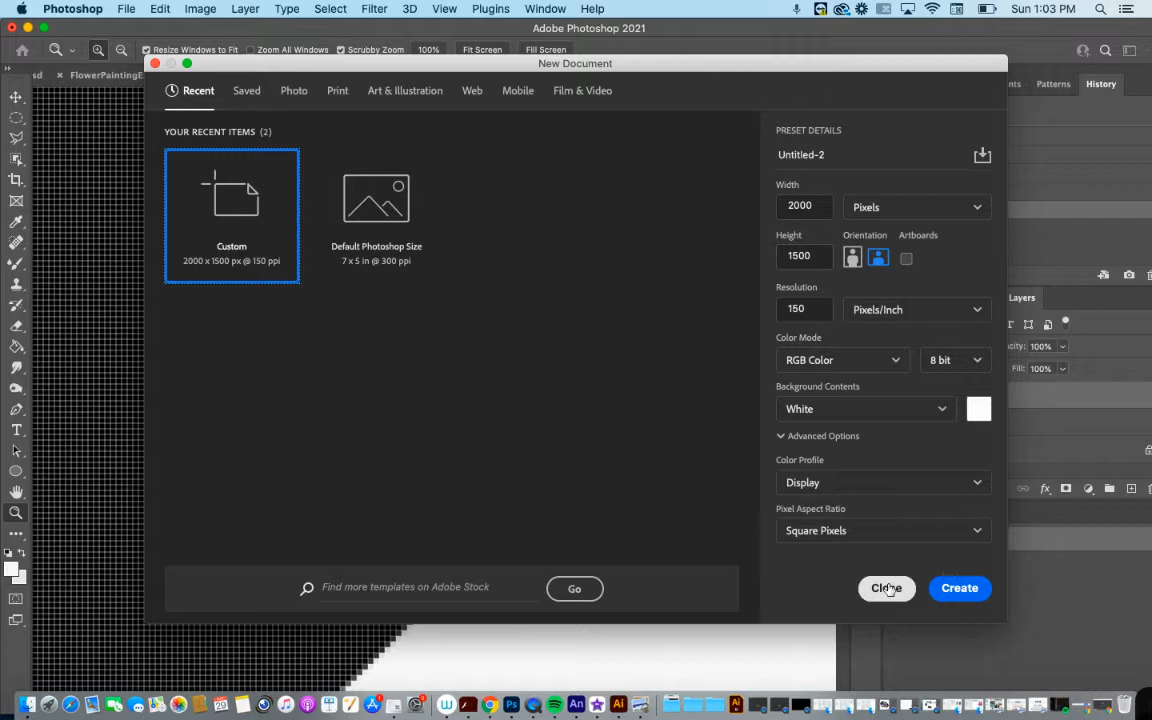 Photoshop File Edit Image Layer Type Select Filter 3D View Plugins Window Help Sun 1:03 PM
Adobe Photoshop 2021
Resize Windows to Fit Zoom All Windows Scrubby Zoom 100% Fit Screen Fill Screen
sd × FlowerPaintingE
New Document
nts Patterns History
Recent Saved Photo Print Art & Illustration Web Mobile Film & Video
YOUR RECENT ITEMS (2)
Custom
2000 x 1500 px @ 150 ppi
Default Photoshop Size
7 x 5 in @ 300 ppi
PRESET DETAILS
Untitled-2
Width
2000 Pixels
Height Orientation Artboards
1500
Resolution
150 Pixels/Inch
Color Mode
RGB Color 8 bit
Background Contents
White
Advanced Options
Color Profile
Display
Pixel Aspect Ratio
Square Pixels
Find more templates on Adobe Stock Go
Close Create
Layers
acity: 100%
Fill: 100%
fx